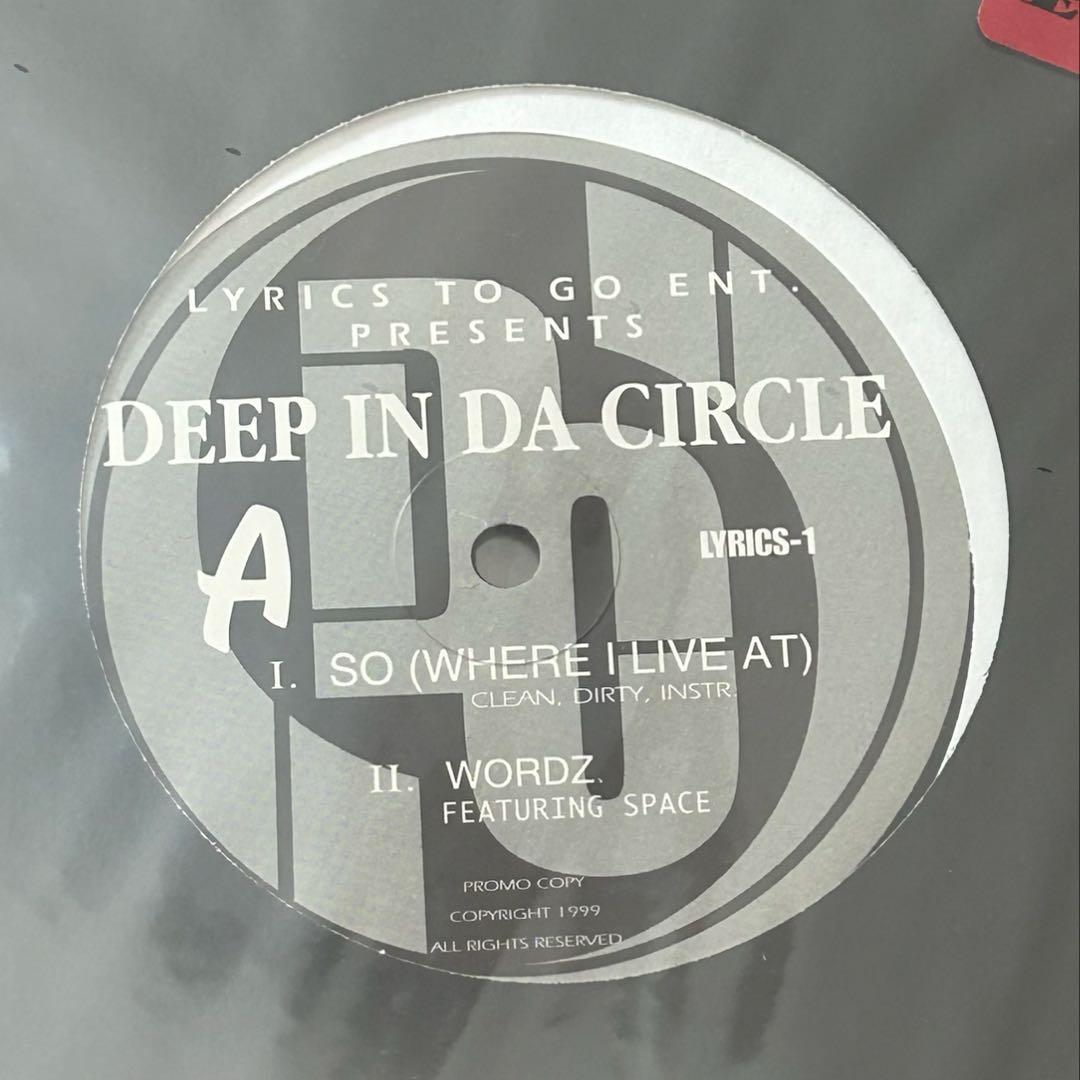 LYRICS TO GO ENT.
PRESENTS
DEEP IN DA CIRCLE
A
LYRICS-1
I. SO (WHERE I LIVE AT)
CLEAN, DIRTY, INSTR.
II. WORDZ
FEATURING SPACE
PROMO COPY
COPYRIGHT 1999
ALL RIGHTS RESERVED